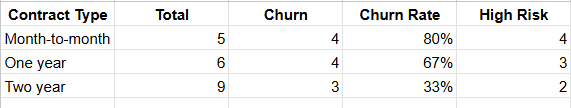 Contract Type Total Churn Churn Rate High Risk
Month-to-month 5 4 80% 4
One year 6 4 67% 3
Two year 9 3 33% 2